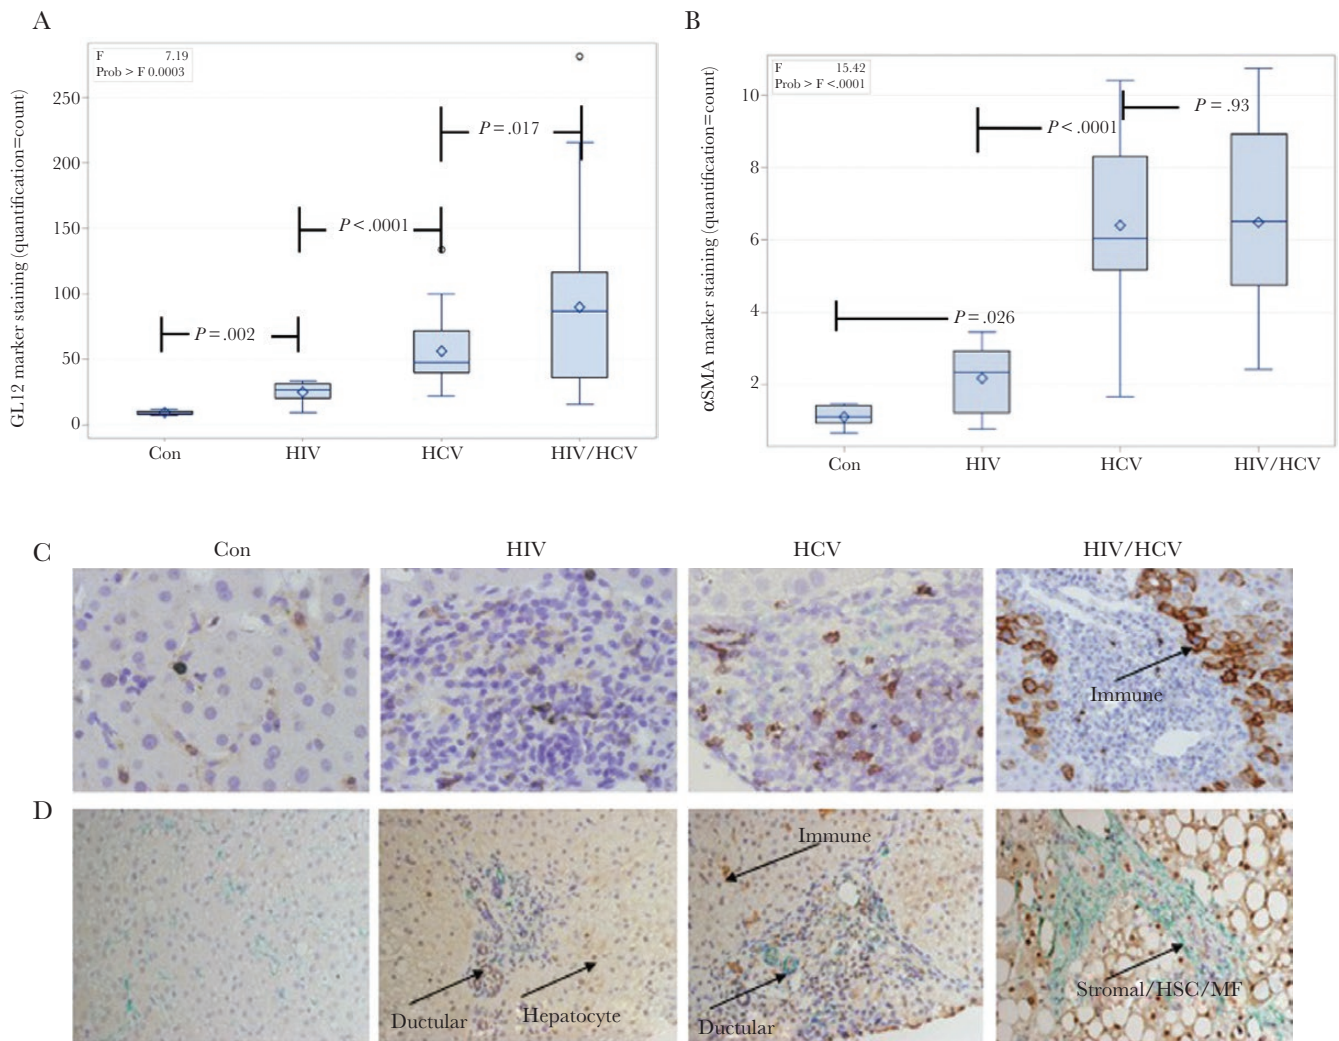 A
F 7.19
Prob > F 0.0003
GL12 marker staining (quantification=count)
250
200
150
100
50
0
P = .017
P < .0001
P = .002
Con HIV HCV HIV/HCV
B
F 15.42
Prob > F <.0001
αSMA marker staining (quantification=count)
10
8
6
4
2
P = .93
P < .0001
P = .026
Con HIV HCV HIV/HCV
C
Con HIV HCV HIV/HCV
Immune
D
Ductular
Hepatocyte
Immune
Ductular
Stromal/HSC/MF